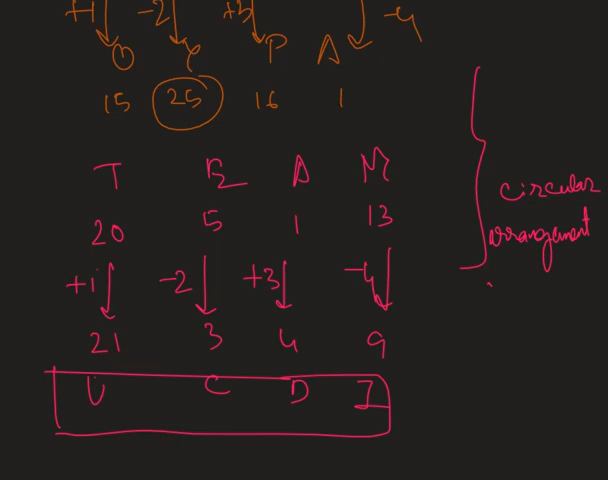 +1 -2 +3 -4
O Y P A
15 25 16 1
T E A M
20 5 1 13
+1 -2 +3 -4
21 3 4 9
U C D I
circular
arrangement